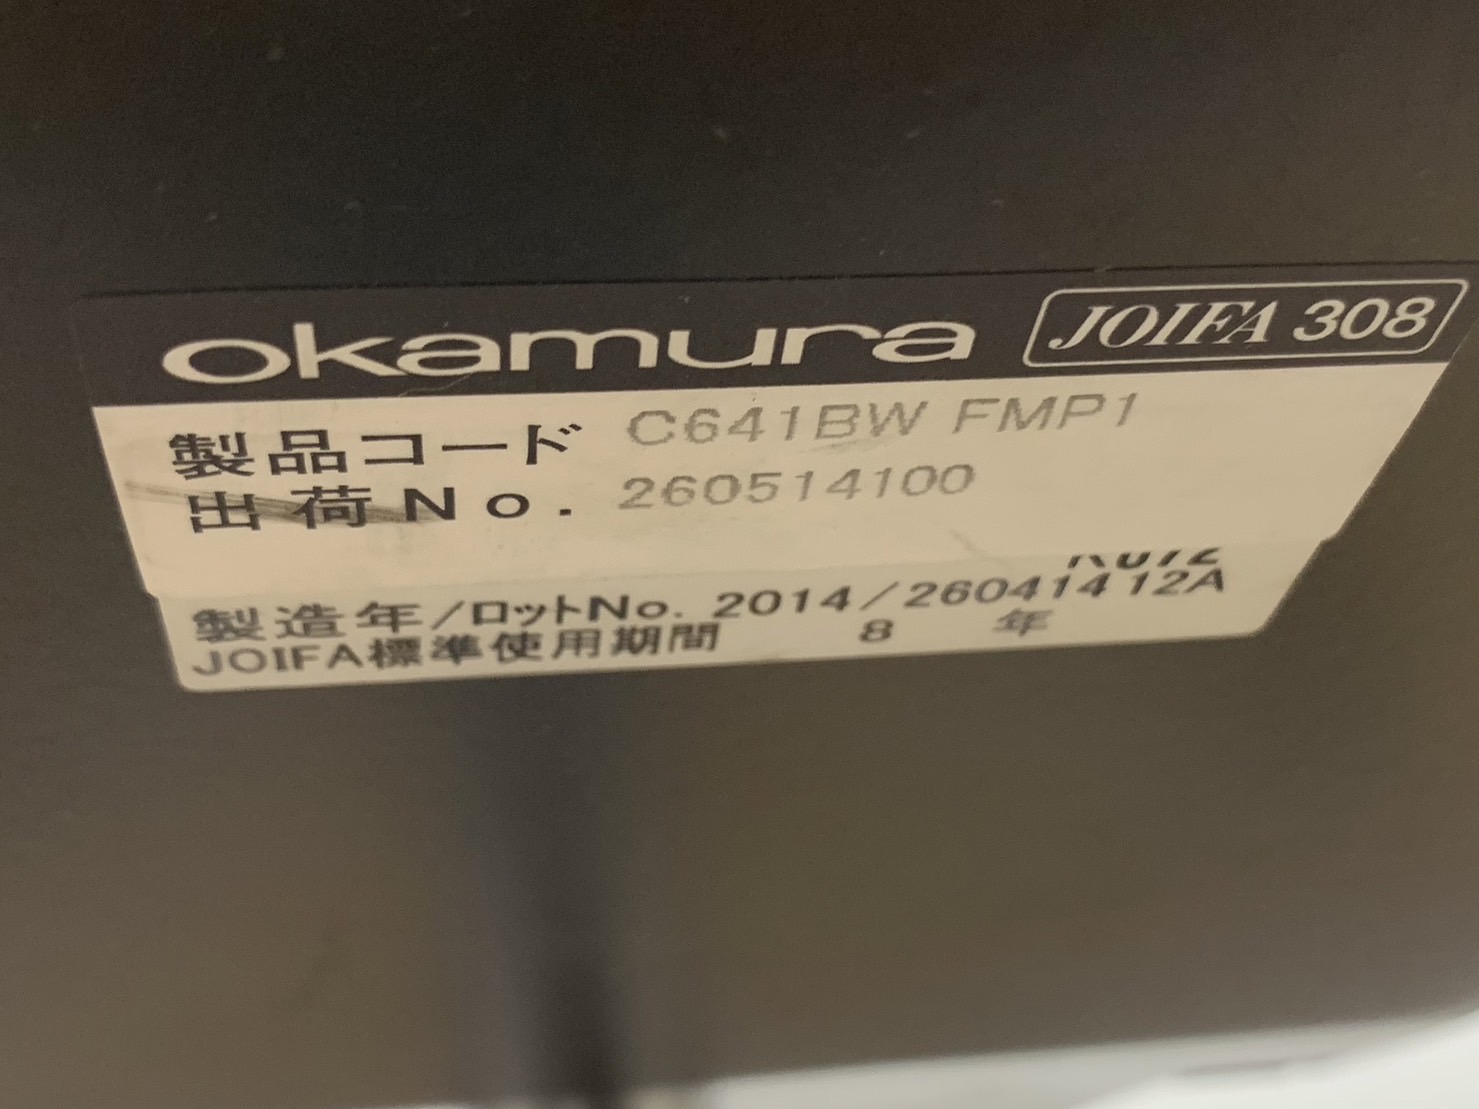 okamura JOIFA 308
製品コード C641BW FMP1
出荷No. 260514100
製造年/ロットNo. 2014/26041412A
JOIFA標準使用期間 8 年